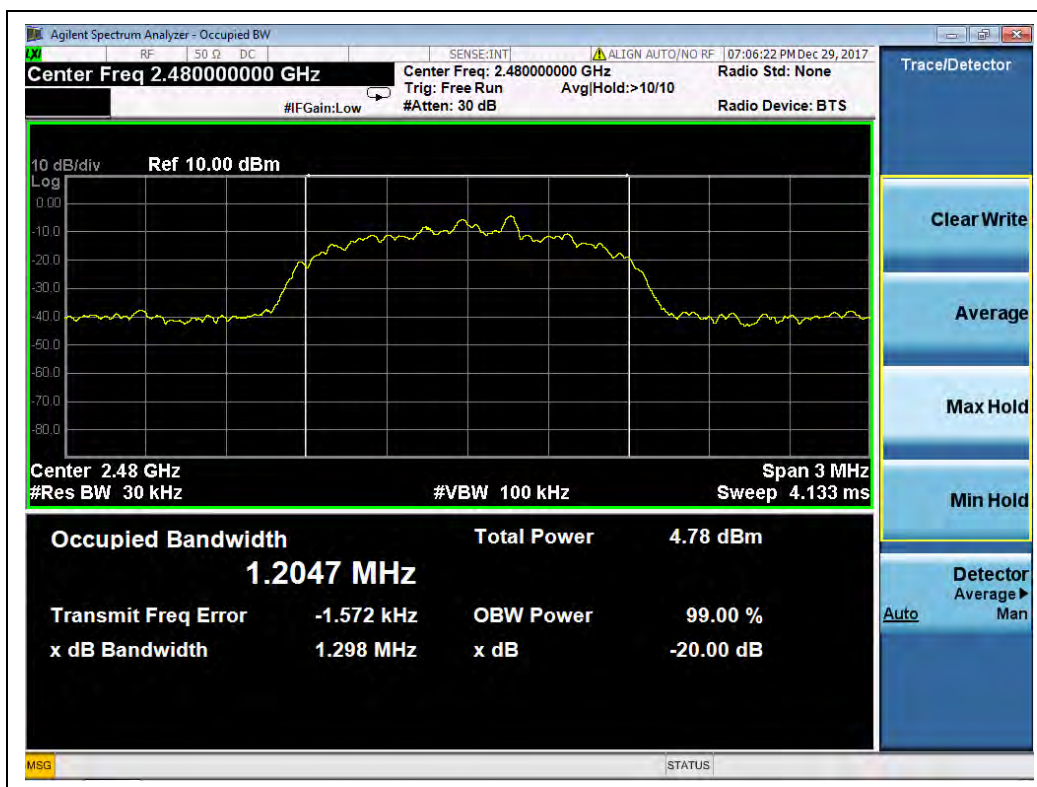 Agilent Spectrum Analyzer - Occupied BW
LXI RF 50 Ω DC SENSE:INT ALIGN AUTO/NO RF 07:06:22 PM Dec 29, 2017
Center Freq 2.480000000 GHz
Center Freq: 2.480000000 GHz Radio Std: None
Trig: Free Run Avg|Hold:>10/10
#IFGain:Low #Atten: 30 dB Radio Device: BTS
10 dB/div Ref 10.00 dBm
Log
0.00
-10.0
-20.0
-30.0
-40.0
-50.0
-60.0
-70.0
-80.0
Center 2.48 GHz Span 3 MHz
#Res BW 30 kHz #VBW 100 kHz Sweep 4.133 ms
Occupied Bandwidth Total Power 4.78 dBm
1.2047 MHz
Transmit Freq Error -1.572 kHz OBW Power 99.00 %
x dB Bandwidth 1.298 MHz x dB -20.00 dB
MSG STATUS
Trace/Detector
Clear Write
Average
Max Hold
Min Hold
Detector
Average▶
Auto Man